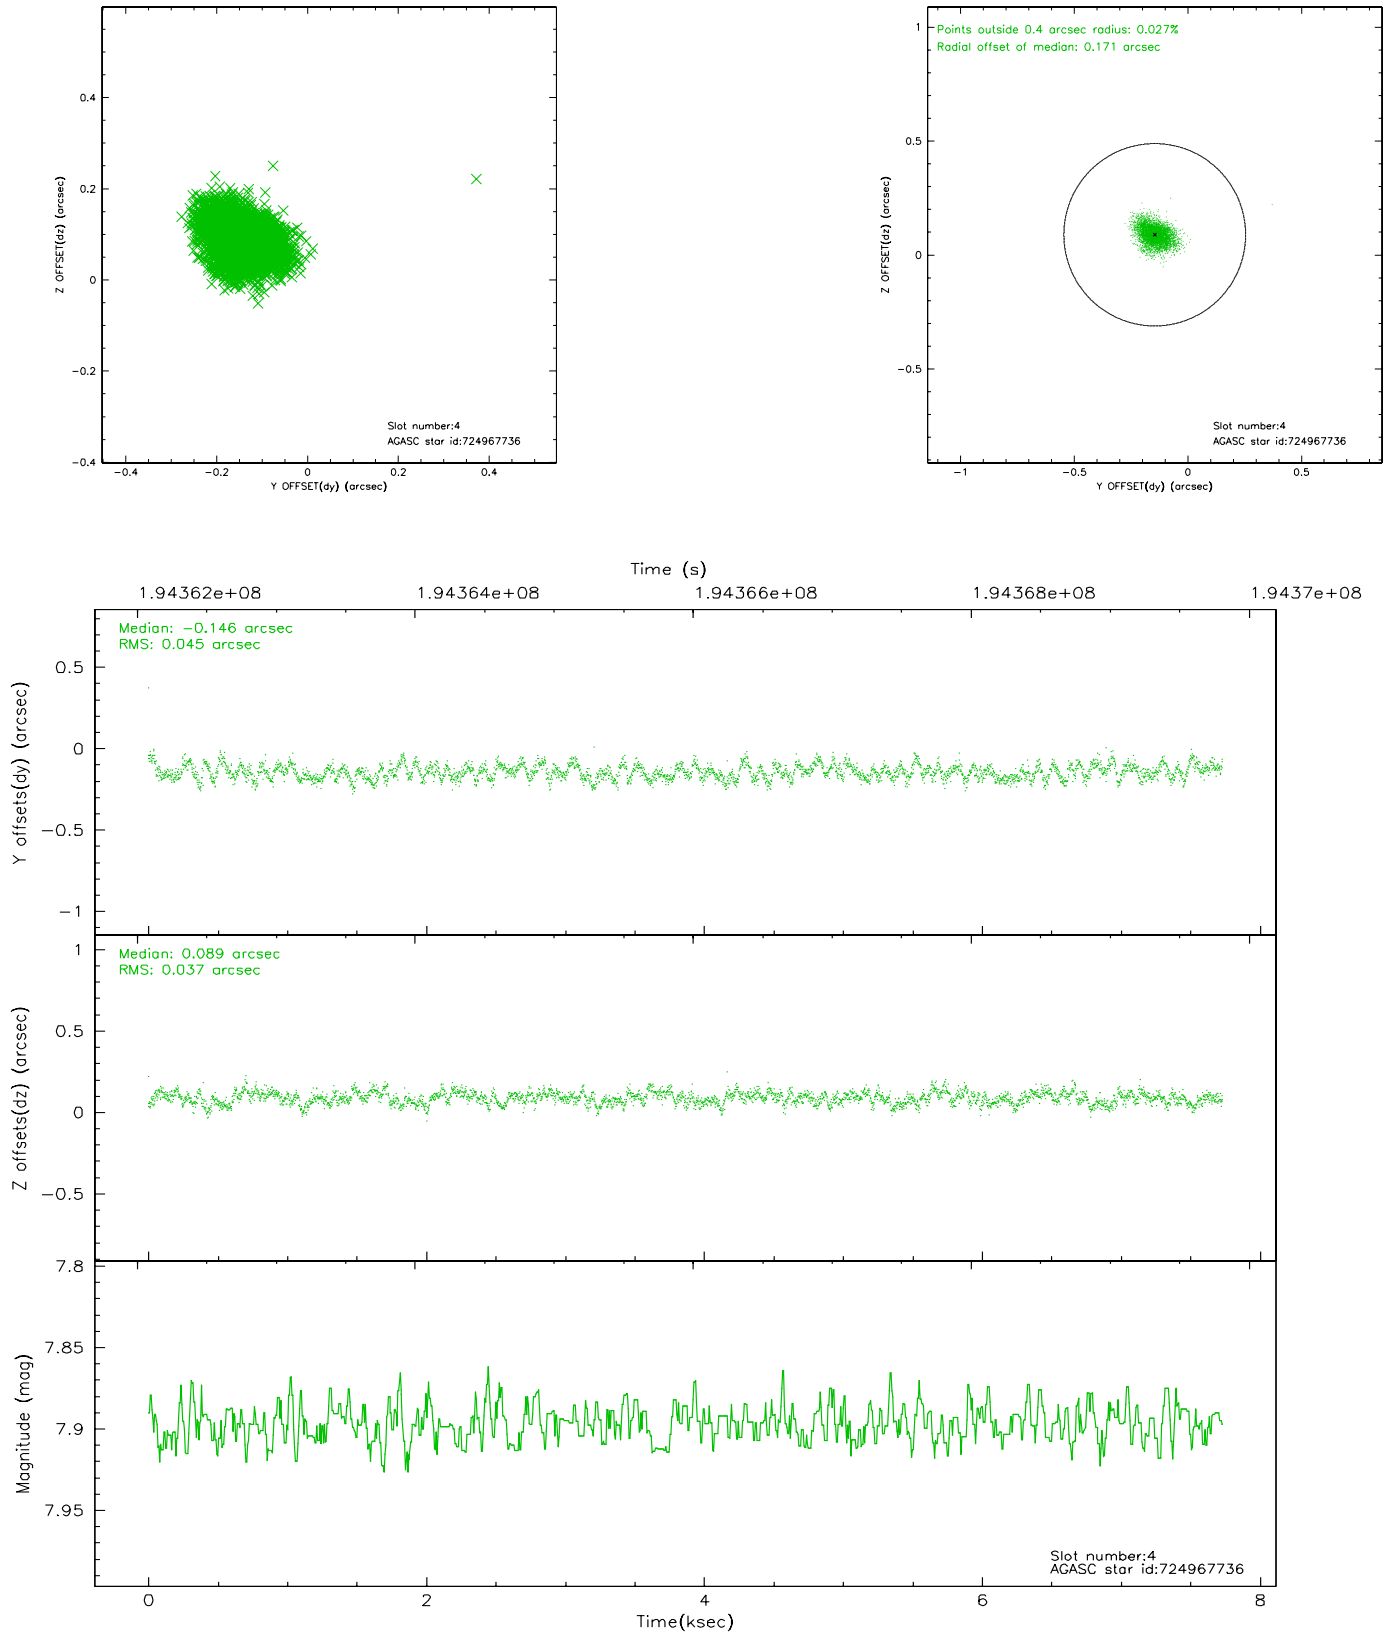 0.4
0.2
0
−0.2
−0.4
Z OFFSET(dz) (arcsec)
Slot number:4
AGASC star id:724967736
−0.4
−0.2
0
0.2
0.4
Y OFFSET(dy) (arcsec)
Points outside 0.4 arcsec radius: 0.027%
Radial offset of median: 0.171 arcsec
1
0.5
0
−0.5
Z OFFSET(dz) (arcsec)
Slot number:4
AGASC star id:724967736
−1
−0.5
0
0.5
Y OFFSET(dy) (arcsec)
Time (s)
1.94362e+08
1.94364e+08
1.94366e+08
1.94368e+08
1.9437e+08
Median: −0.146 arcsec
RMS: 0.045 arcsec
0.5
0
−0.5
−1
Y offsets(dy) (arcsec)
Median: 0.089 arcsec
RMS: 0.037 arcsec
1
0.5
0
−0.5
Z offsets(dz) (arcsec)
7.8
7.85
7.9
7.95
Magnitude (mag)
Slot number:4
AGASC star id:724967736
0
2
4
6
8
Time(ksec)